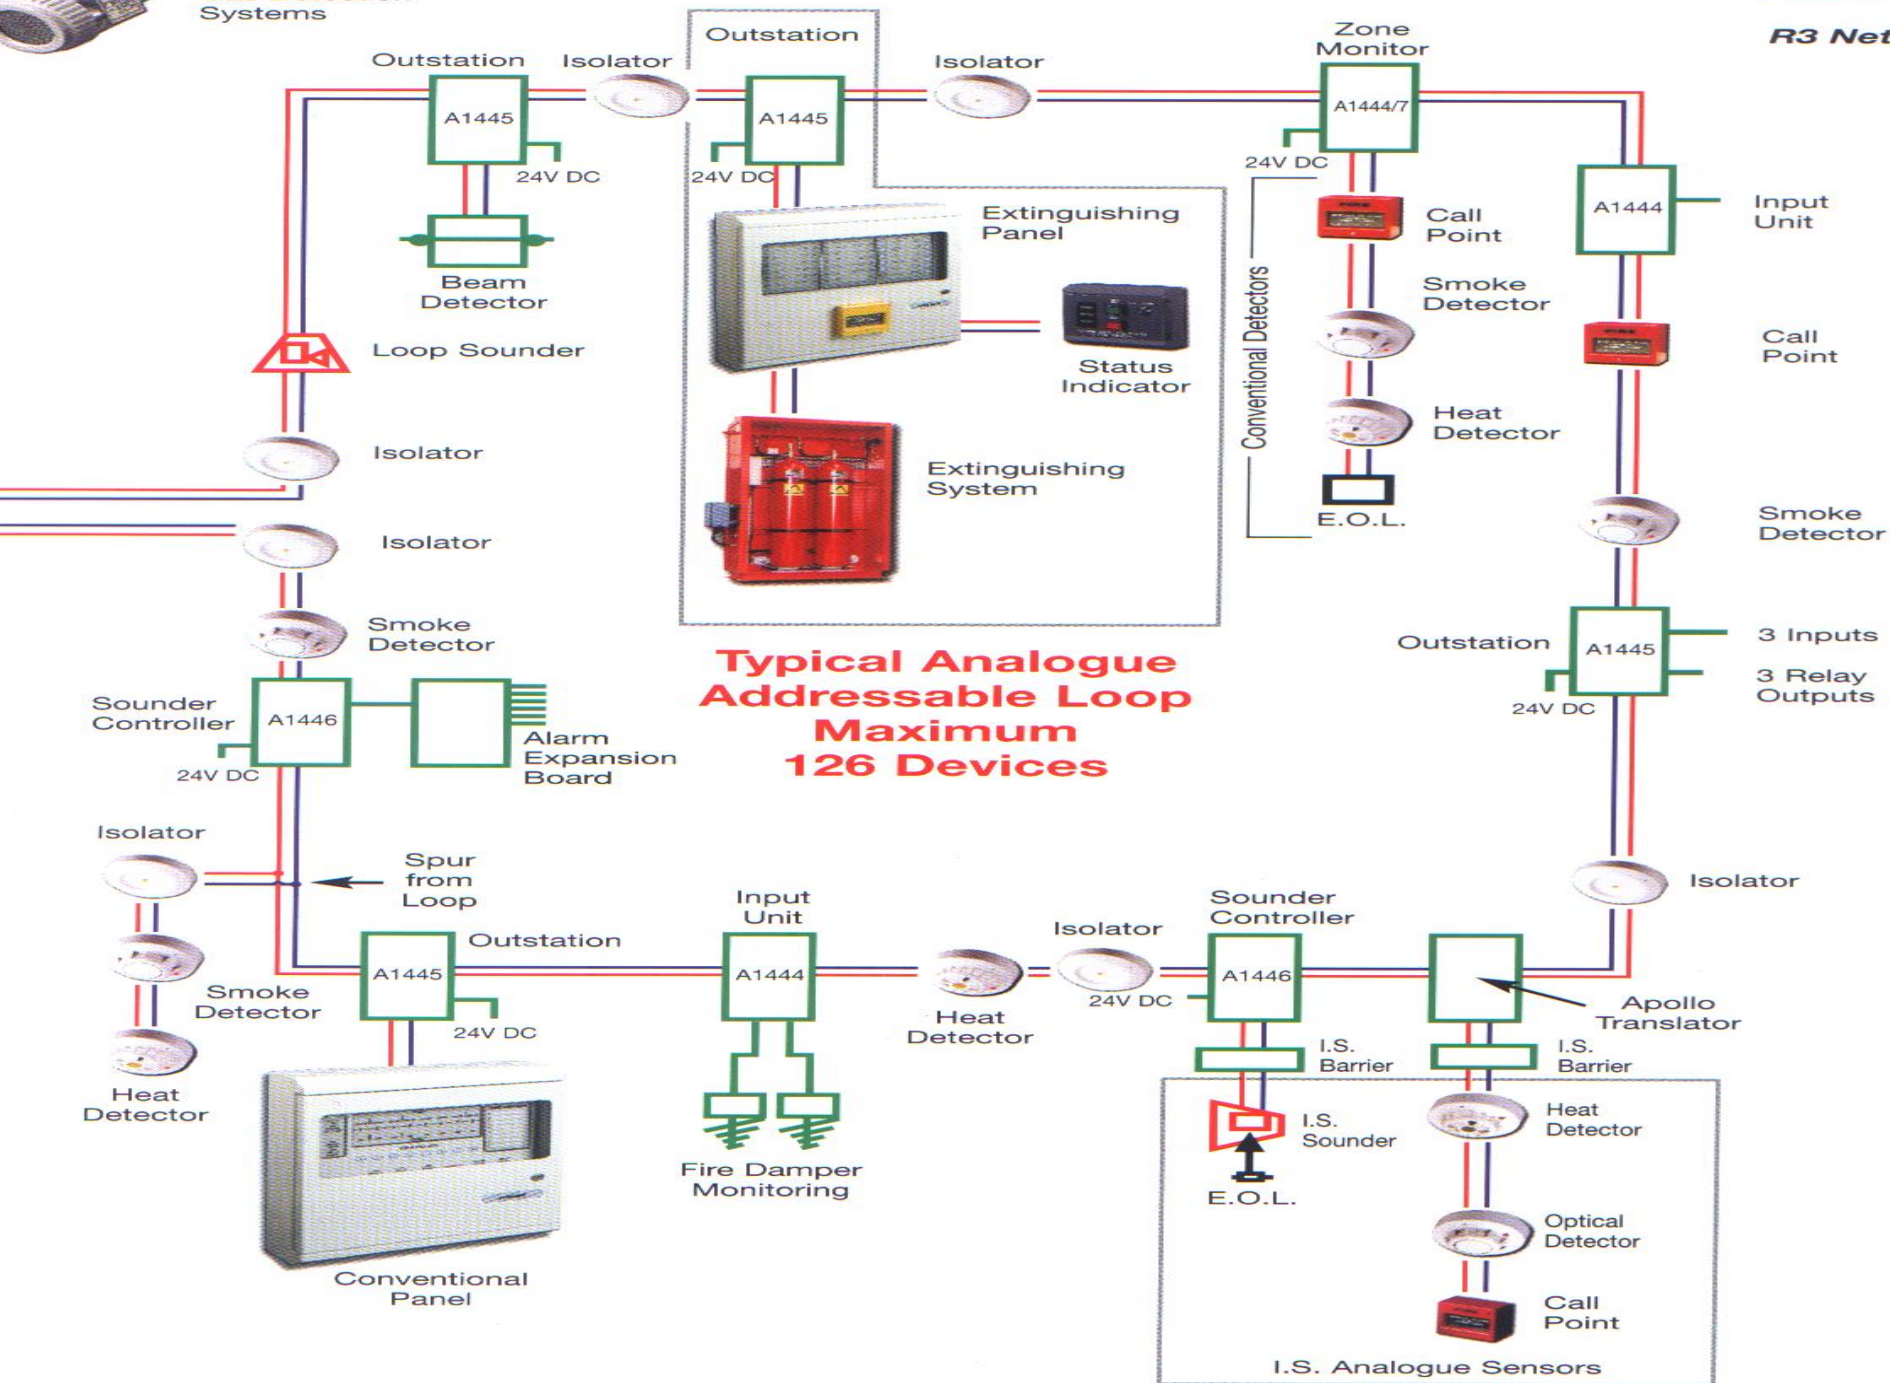 Systems
R3 Net
Outstation
Isolator
Outstation
Isolator
Zone
Monitor
A1445
A1445
A1444/7
24V DC
24V DC
24V DC
A1444
Input
Unit
Beam
Detector
Extinguishing
Panel
Status
Indicator
Extinguishing
System
Conventional Detectors
FIRE
Call
Point
Smoke
Detector
Heat
Detector
E.O.L.
FIRE
Call
Point
Smoke
Detector
Loop Sounder
Isolator
Isolator
Smoke
Detector
Typical Analogue
Addressable Loop
Maximum
126 Devices
Outstation
A1445
3 Inputs
3 Relay
Outputs
24V DC
Sounder
Controller
A1446
24V DC
Alarm
Expansion
Board
Isolator
Spur
from
Loop
Smoke
Detector
Heat
Detector
A1445
Outstation
24V DC
Conventional
Panel
Input
Unit
A1444
Fire Damper
Monitoring
Heat
Detector
Isolator
24V DC
Sounder
Controller
A1446
Isolator
Apollo
Translator
I.S.
Barrier
I.S.
Barrier
I.S.
Sounder
E.O.L.
Heat
Detector
Optical
Detector
Call
Point
I.S. Analogue Sensors